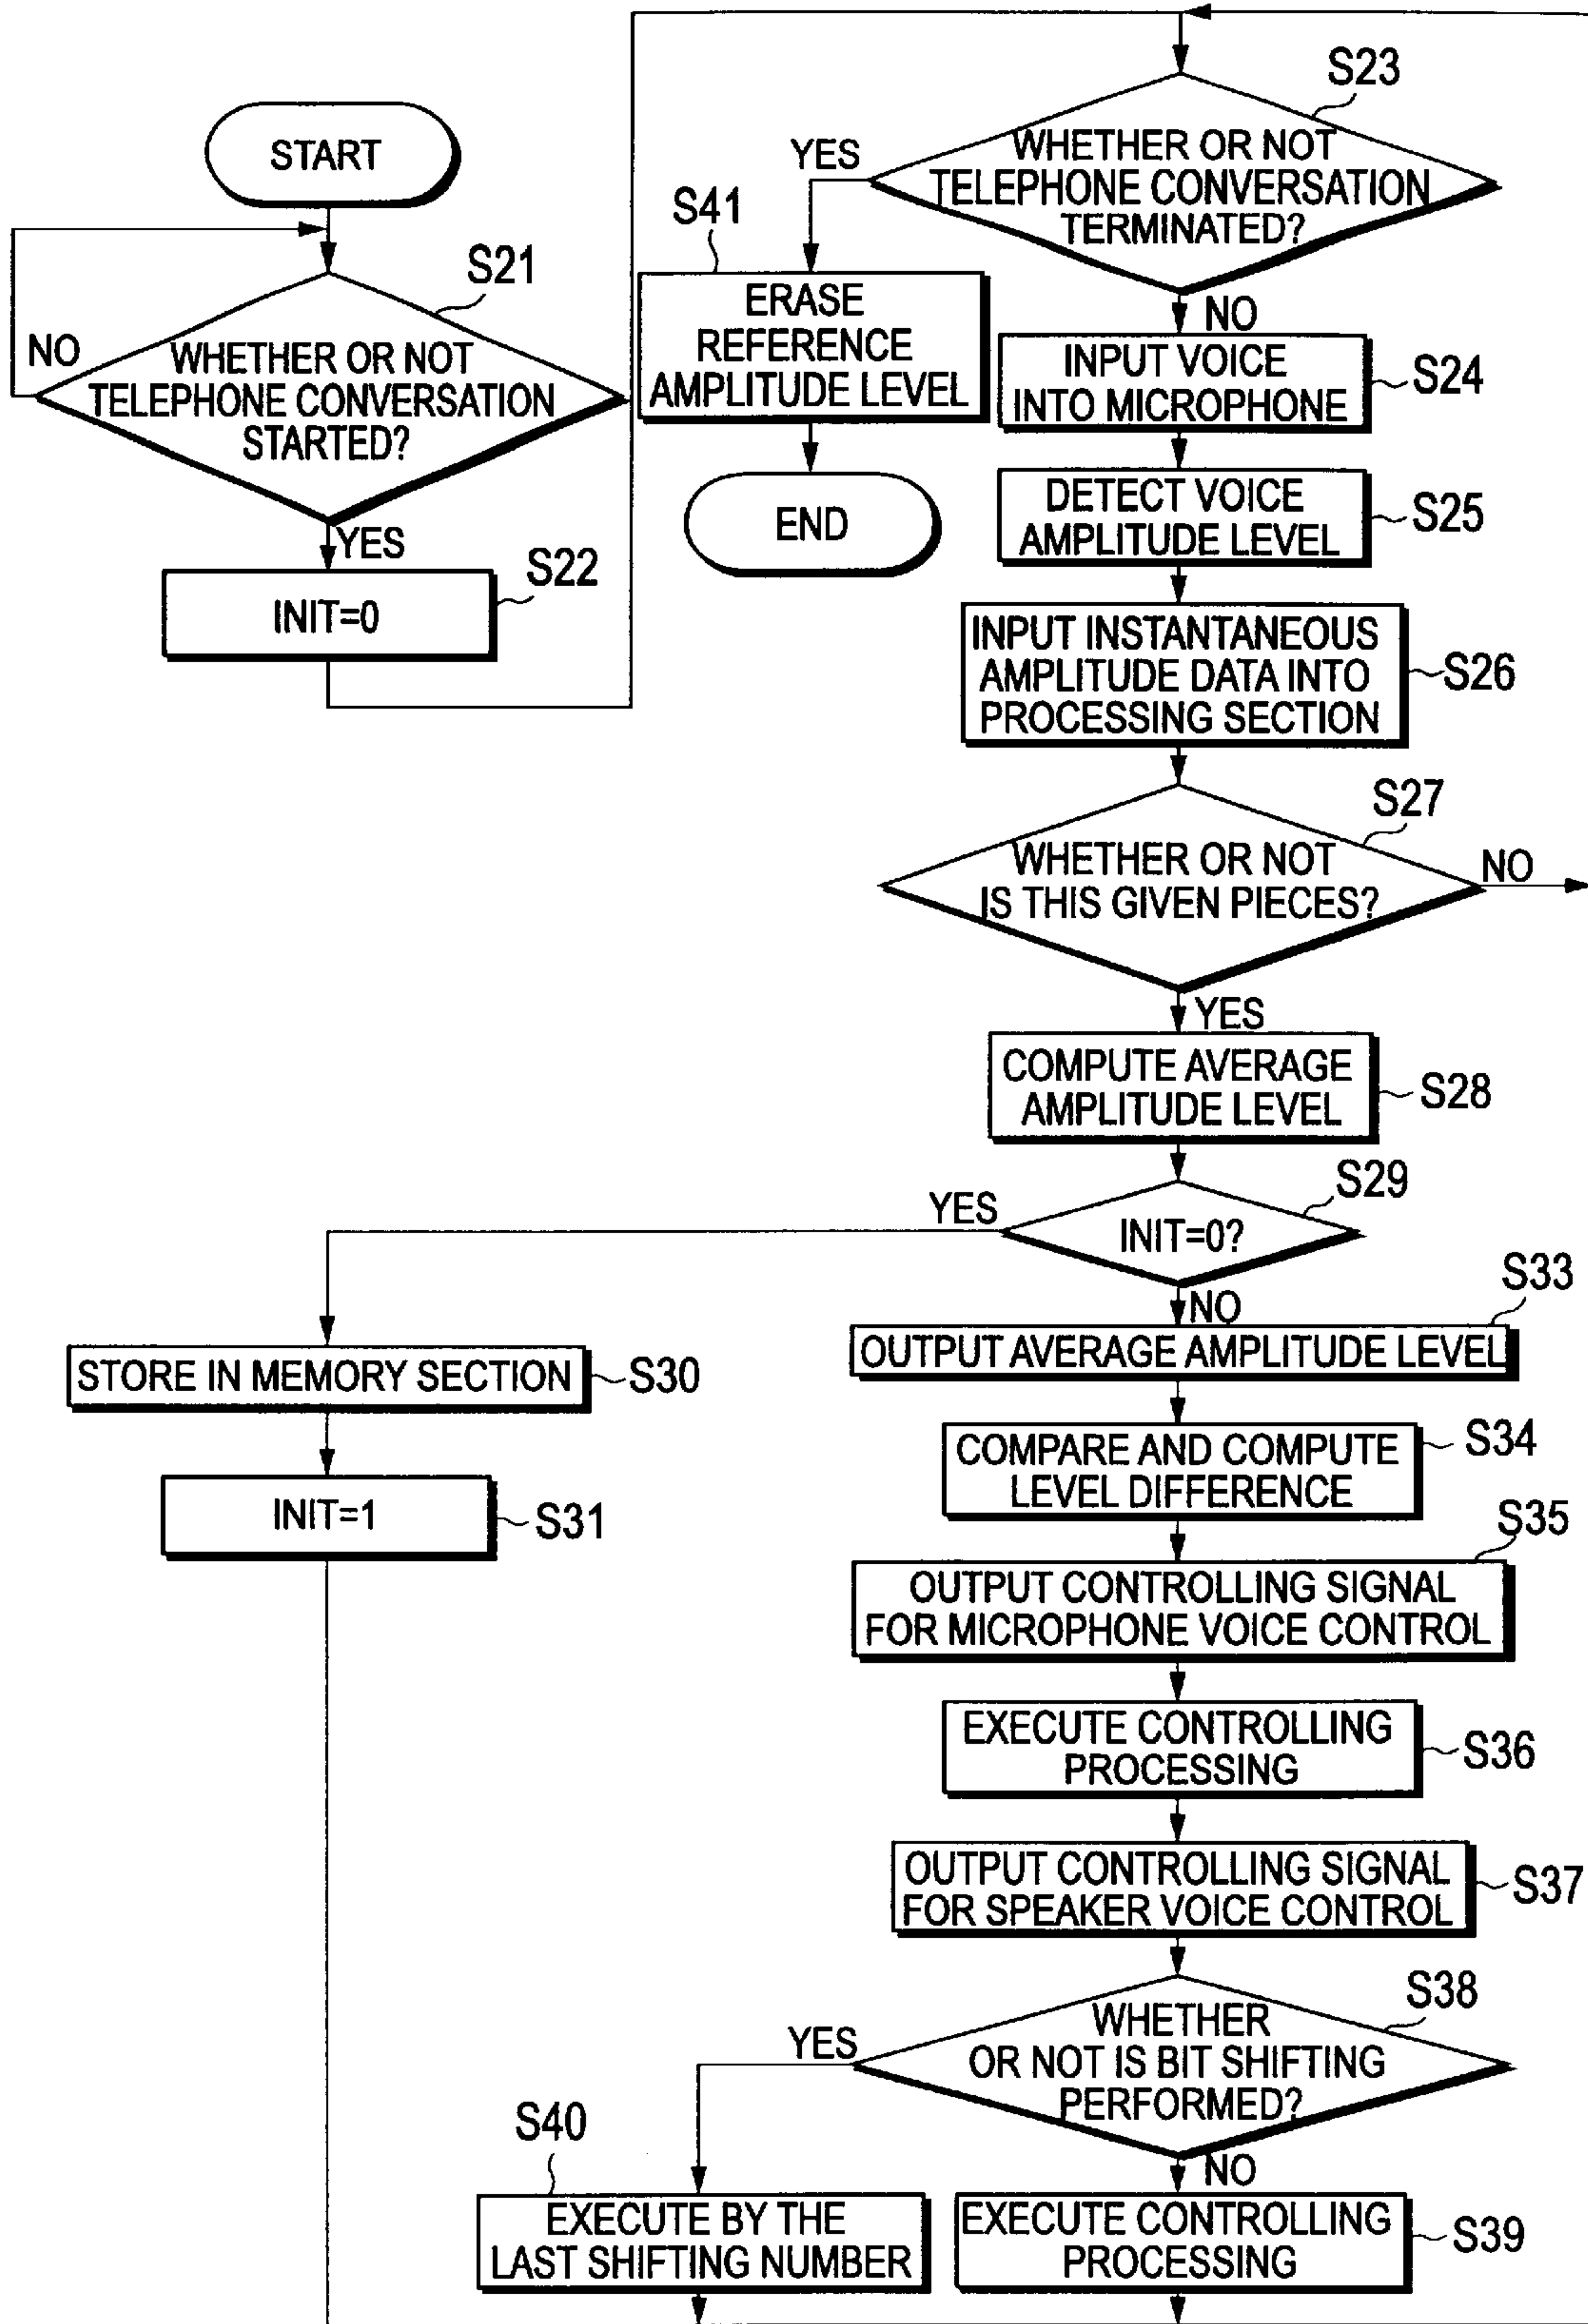 START
S21
NO
WHETHER OR NOT
TELEPHONE CONVERSATION
STARTED?
YES
S22
INIT=0
S23
YES
WHETHER OR NOT
TELEPHONE CONVERSATION
TERMINATED?
S41
ERASE
REFERENCE
AMPLITUDE LEVEL
END
NO
INPUT VOICE
INTO MICROPHONE
S24
DETECT VOICE
AMPLITUDE LEVEL
S25
INPUT INSTANTANEOUS
AMPLITUDE DATA INTO
PROCESSING SECTION
S26
S27
WHETHER OR NOT
IS THIS GIVEN PIECES?
NO
YES
COMPUTE AVERAGE
AMPLITUDE LEVEL
S28
S29
YES
INIT=0?
NO
STORE IN MEMORY SECTION
S30
INIT=1
S31
S33
OUTPUT AVERAGE AMPLITUDE LEVEL
COMPARE AND COMPUTE
LEVEL DIFFERENCE
S34
S35
OUTPUT CONTROLLING SIGNAL
FOR MICROPHONE VOICE CONTROL
EXECUTE CONTROLLING
PROCESSING
S36
OUTPUT CONTROLLING SIGNAL
FOR SPEAKER VOICE CONTROL
S37
S38
YES
WHETHER
OR NOT IS BIT SHIFTING
PERFORMED?
S40
EXECUTE BY THE
LAST SHIFTING NUMBER
NO
EXECUTE CONTROLLING
PROCESSING
S39